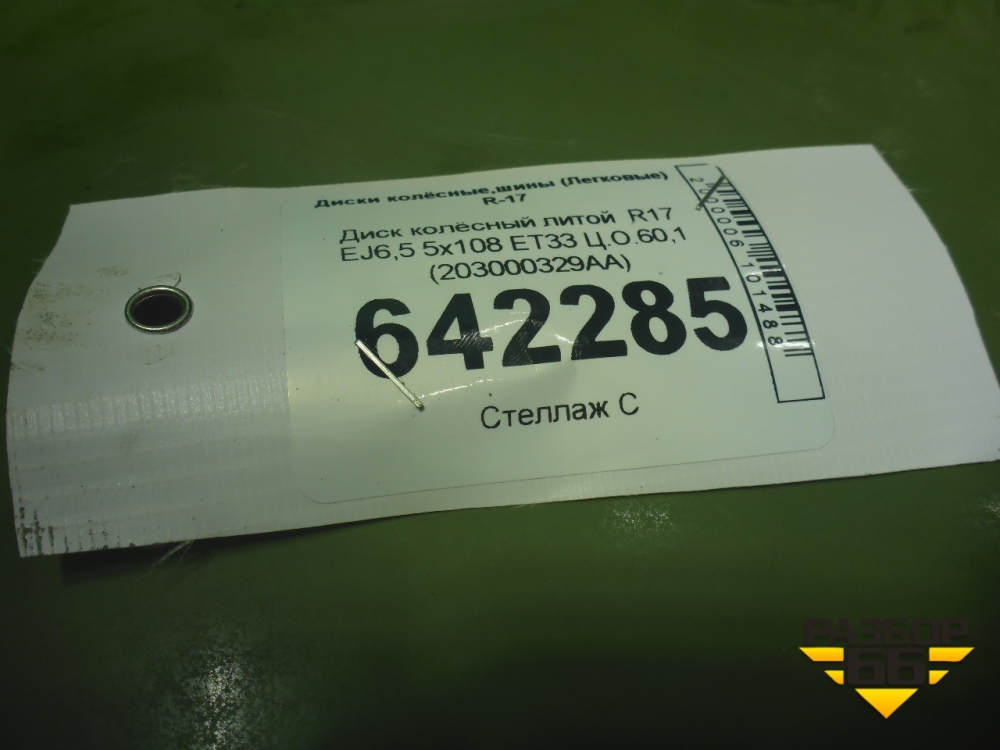 Диски колёсные,шины (Легковые)
R-17
Диск колёсный литой R17
EJ6,5 5x108 ET33 Ц.О.60,1
(203000329AA)
642285
Стеллаж С
2000006101488
РАЗБОР
66